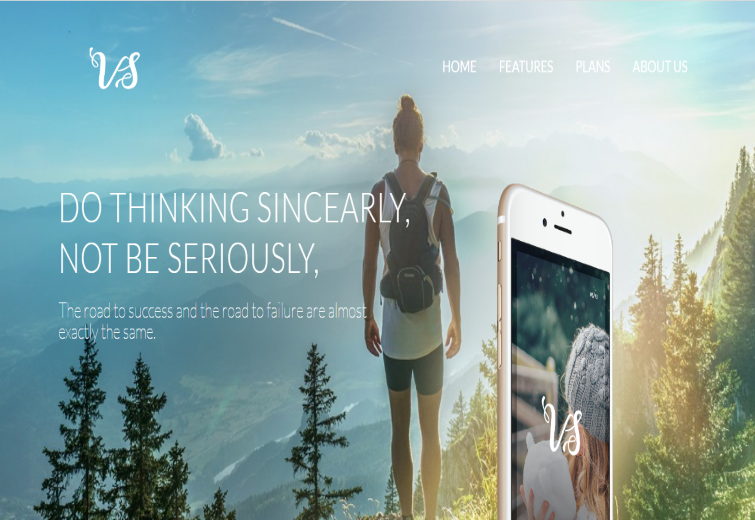 VS
HOME FEATURES PLANS ABOUT US
DO THINKING SINCEARLY,
NOT BE SERIOUSLY,
The road to success and the road to failure are almost
exactly the same.
VS